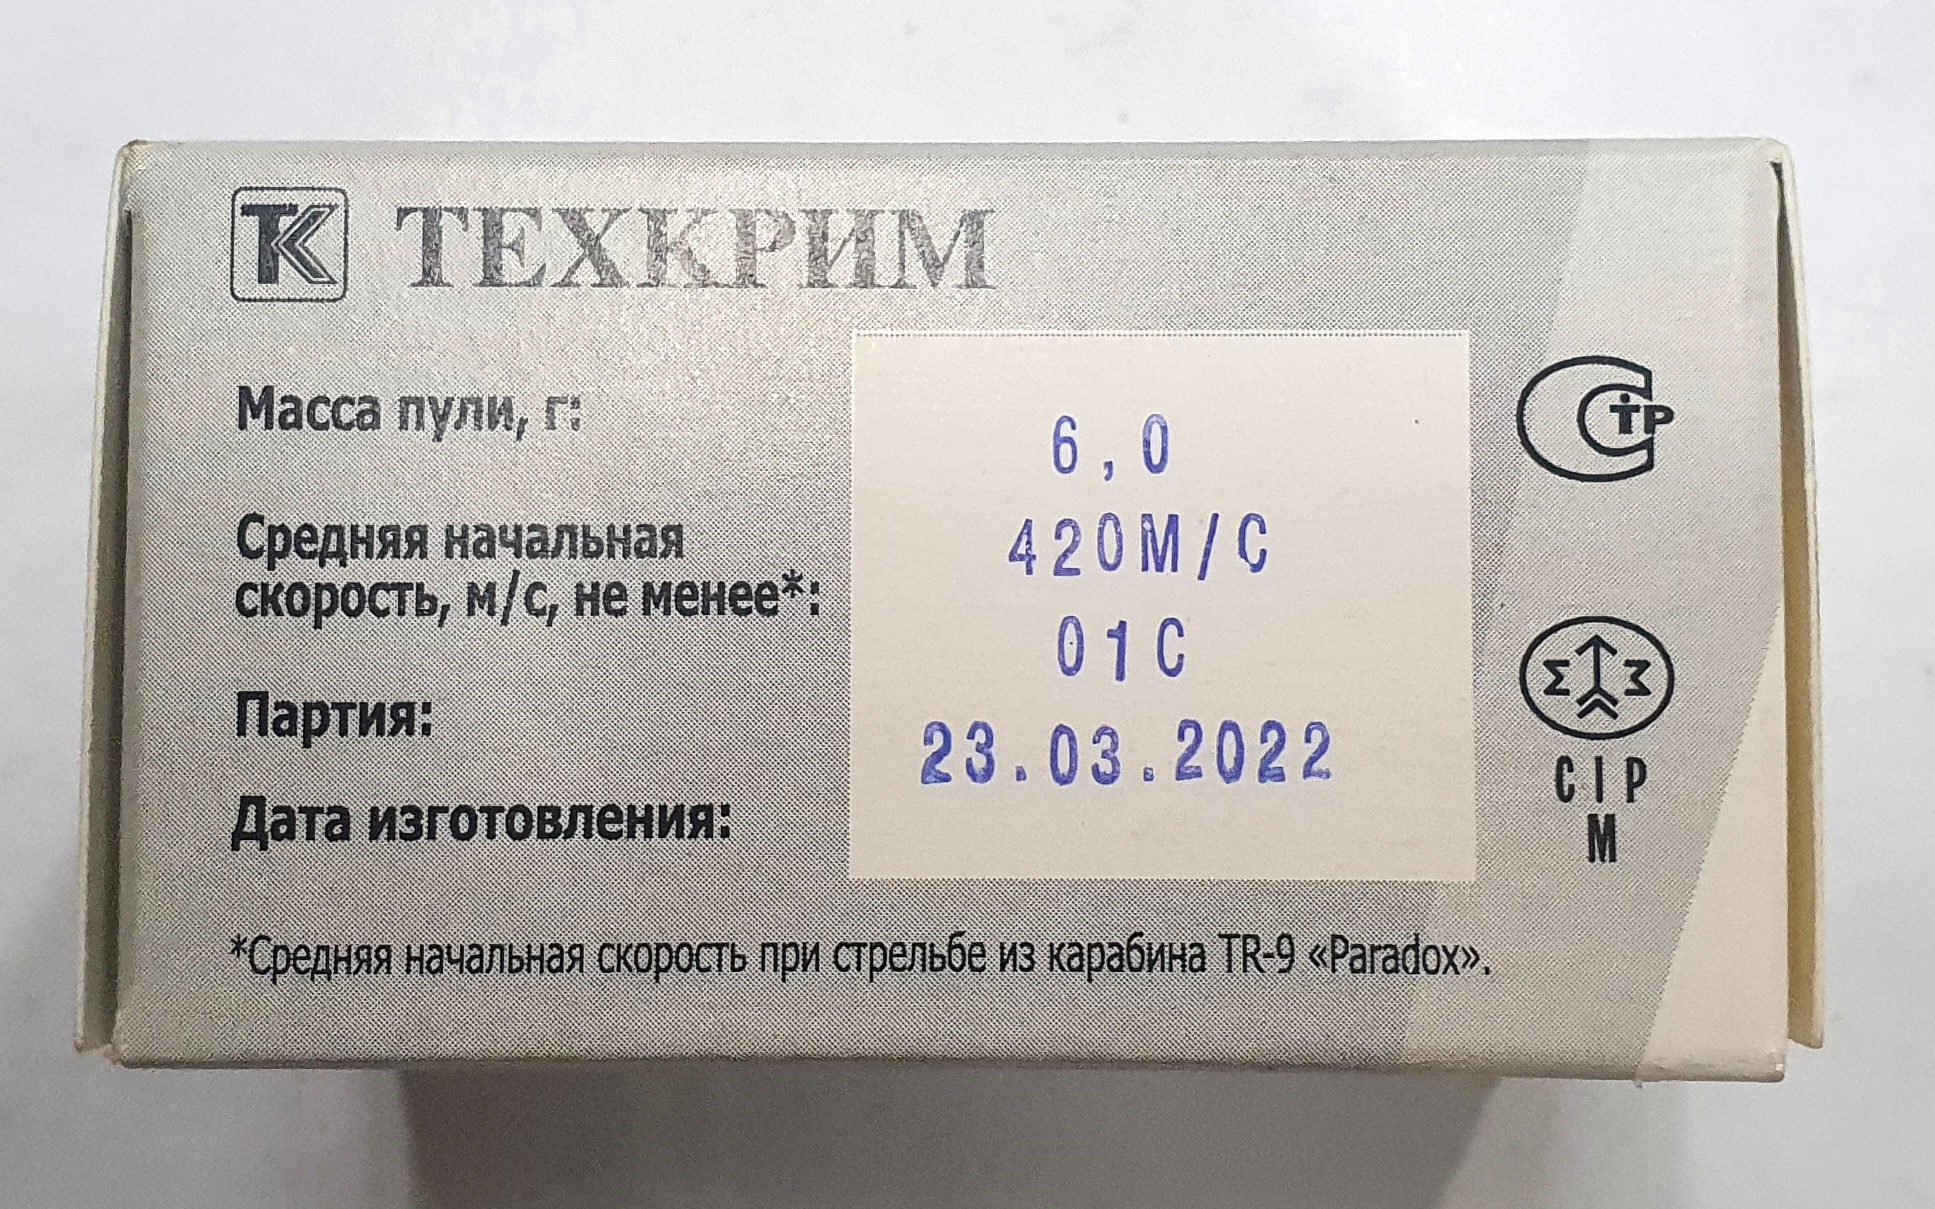 ТК ТЕХКРИМ
Масса пули, г:
6,0
Средняя начальная
скорость, м/с, не менее*:
420М/С
Партия:
01С
Дата изготовления:
23.03.2022
*Средняя начальная скорость при стрельбе из карабина TR-9 «Paradox».
СТР
CIP
M